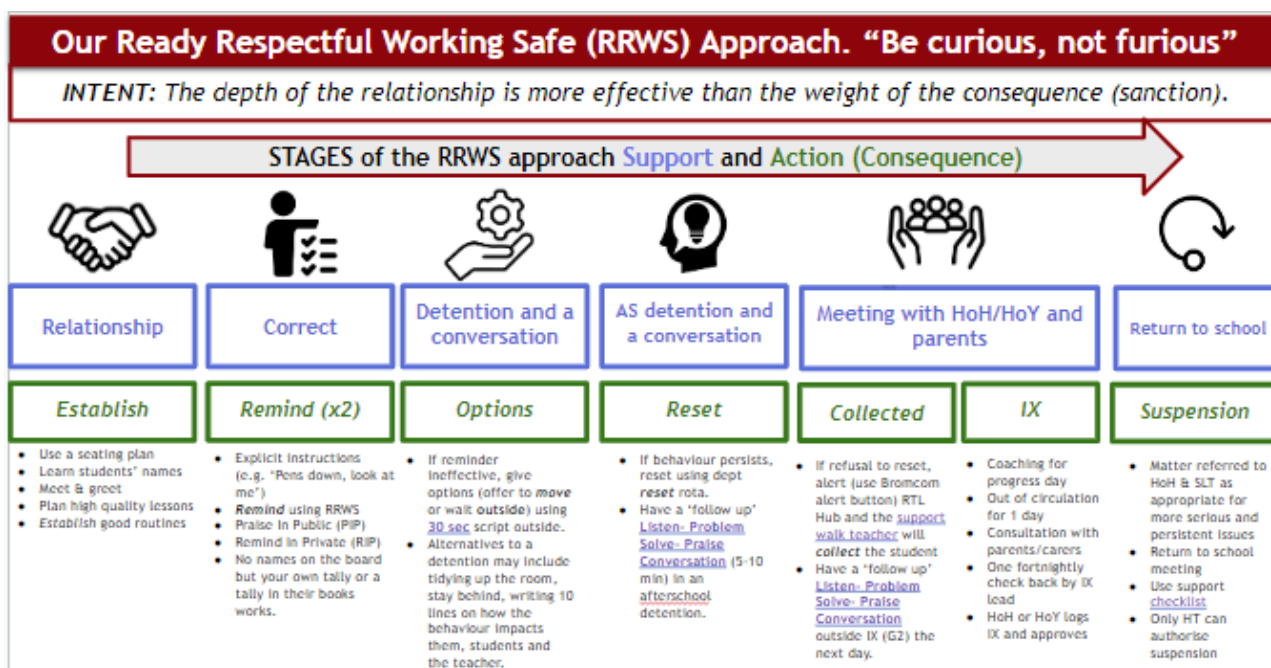 Our Ready Respectful Working Safe (RRWS) Approach. “Be curious, not furious”
INTENT: The depth of the relationship is more effective than the weight of the consequence (sanction).
STAGES of the RRWS approach Support and Action (Consequence)
Relationship
Correct
Detention and a
conversation
AS detention and
a conversation
Meeting with HoH/HoY and
parents
Return to school
Establish
Remind (x2)
Options
Reset
Collected
IX
Suspension
• Use a seating plan
• Learn students’ names
• Meet & greet
• Plan high quality lessons
• Establish good routines
• Explicit instructions
(e.g. “Pens down, look at
me”)
• Remind using RRWS
• Praise in Public (PiP)
• Remind in Private (RiP)
• No names on the board
but your own tally or a
tally in their books
works.
• If reminder
ineffective, give
options (offer to move
or wait outside) using
30 sec script outside.
• Alternatives to a
detention may include
tidying up the room,
stay behind, writing 10
lines on how the
behaviour impacts
them, students and
the teacher.
• If behaviour persists,
reset using dept
reset rota.
• Have a ‘follow up’
Listen- Problem
Solve- Praise
Conversation (5-10
min) in an
afterschool
detention.
• If refusal to reset,
alert (use Bromcom
alert button) RTL
Hub and the support
walk teacher will
collect the student
• Have a ‘follow up’
Listen- Problem
Solve- Praise
Conversation
outside IX (G2) the
next day.
• Coaching for
progress day
• Out of circulation
for 1 day
• Consultation with
parents/carers
• One fortnightly
check back by IX
lead
• HoH or HoY logs
IX and approves
• Matter referred to
HoH & SLT as
appropriate for
more serious and
persistent issues
• Return to school
meeting
• Use support
checklist
• Only HT can
authorise
suspension